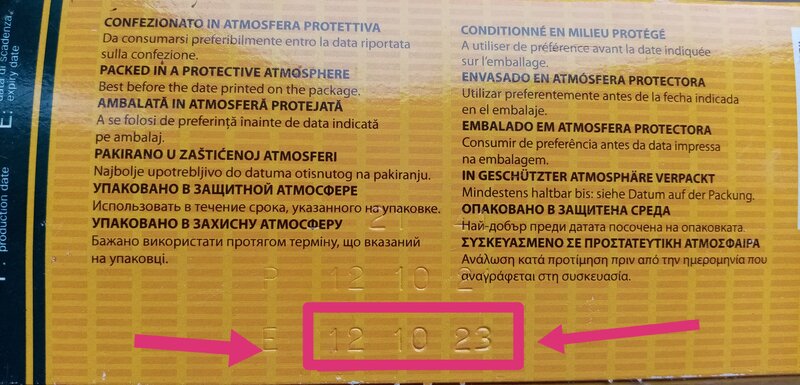 data di scadenza
E: expiry date
production date
CONFEZIONATO IN ATMOSFERA PROTETTIVA
Da consumarsi preferibilmente entro la data riportata
sulla confezione.
PACKED IN A PROTECTIVE ATMOSPHERE
Best before the date printed on the package.
AMBALATĂ IN ATMOSFERĂ PROTEJATĂ
A se folosi de preferință înainte de data indicată
pe ambalaj.
PAKIRANO U ZAŠTIĆENOJ ATMOSFERI
Najbolje upotrebljivo do datuma otisnutog na pakiranju.
УПАКОВАНО В ЗАЩИТНОЙ АТМОСФЕРЕ
Использовать в течение срока, указанного на упаковке.
УПАКОВАНО В ЗАХИСНУ АТМОСФЕРУ
Бажано використати протягом терміну, що вказаний
на упаковці.
CONDITIONNÉ EN MILIEU PROTÉGÉ
A utiliser de préférence avant la date indiquée
sur l'emballage.
ENVASADO EN ATMÓSFERA PROTECTORA
Utilizar preferentemente antes de la fecha indicada
en el embalaje.
EMBALADO EM ATMOSFERA PROTECTORA
Consumir de preferência antes da data impressa
na embalagem.
IN GESCHÜTZTER ATMOSPHÄRE VERPACKT
Mindestens haltbar bis: siehe Datum auf der Packung.
ОПАКОВАНО В ЗАЩИТЕНА СРЕДА
Най-добър преди датата посочена на опаковката.
ΣΥΣΚΕΥΑΣΜΕΝΟ ΣΕ ΠΡΟΣΤΑΤΕΥΤΙΚΗ ΑΤΜΟΣΦΑΙΡΑ
Ανάλωση κατά προτίμηση πριν από την ημερομηνία που
αναγράφεται στη συσκευασία.
P 12 10 21
E 12 10 23